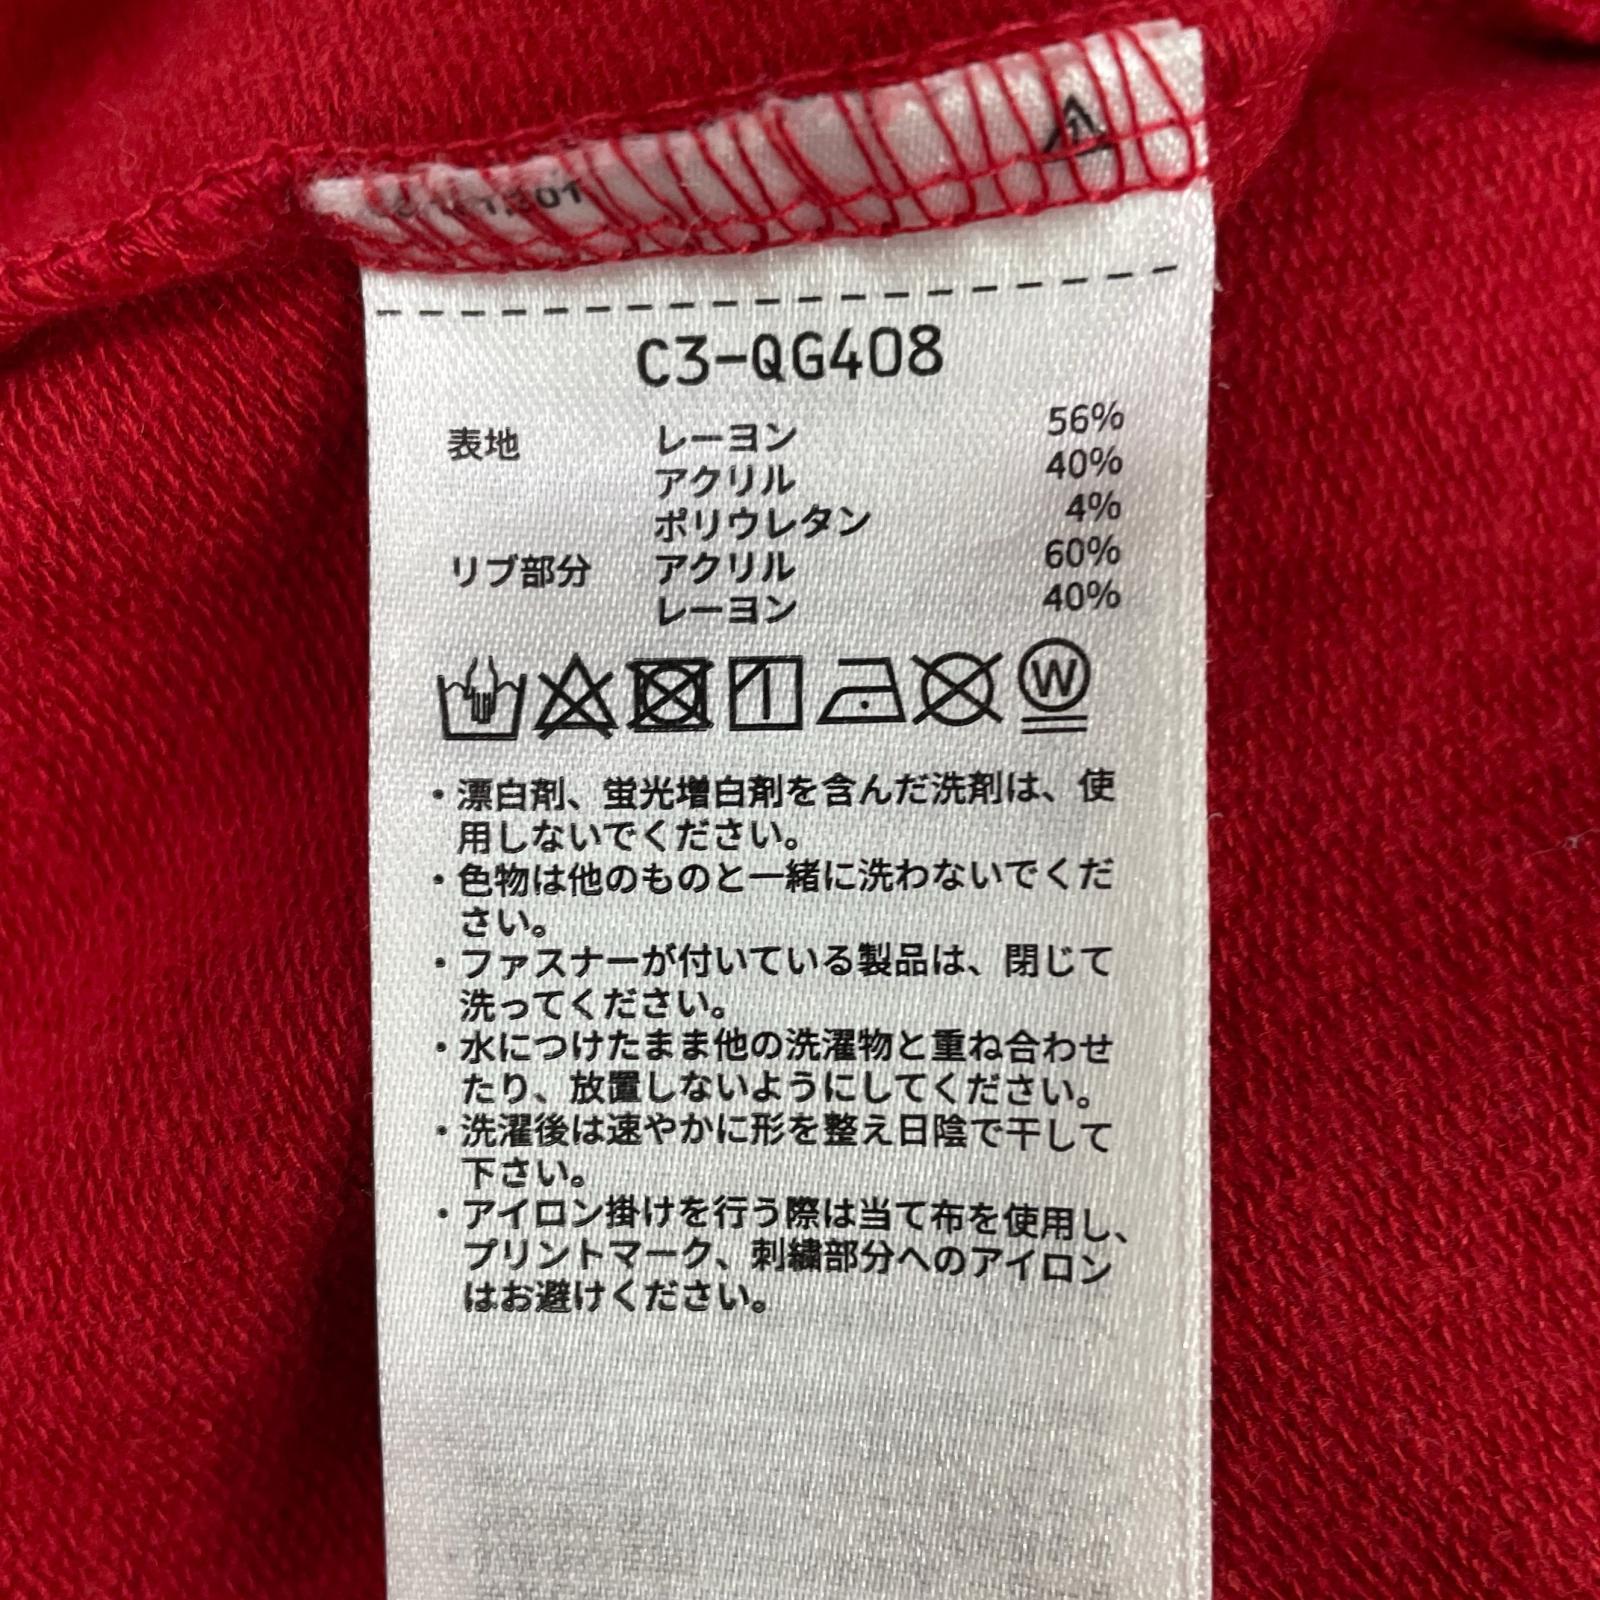 C3-QG408
表地 レーヨン 56%
アクリル 40%
ポリウレタン 4%
リブ部分 アクリル 60%
レーヨン 40%
W
・漂白剤、蛍光増白剤を含んだ洗剤は、使
用しないでください。
・色物は他のものと一緒に洗わないでくだ
さい。
・ファスナーが付いている製品は、閉じて
洗ってください。
・水につけたまま他の洗濯物と重ね合わせ
たり、放置しないようにしてください。
・洗濯後は速やかに形を整え日陰で干して
下さい。
・アイロン掛けを行う際は当て布を使用し、
プリントマーク、刺繍部分へのアイロン
はお避けください。